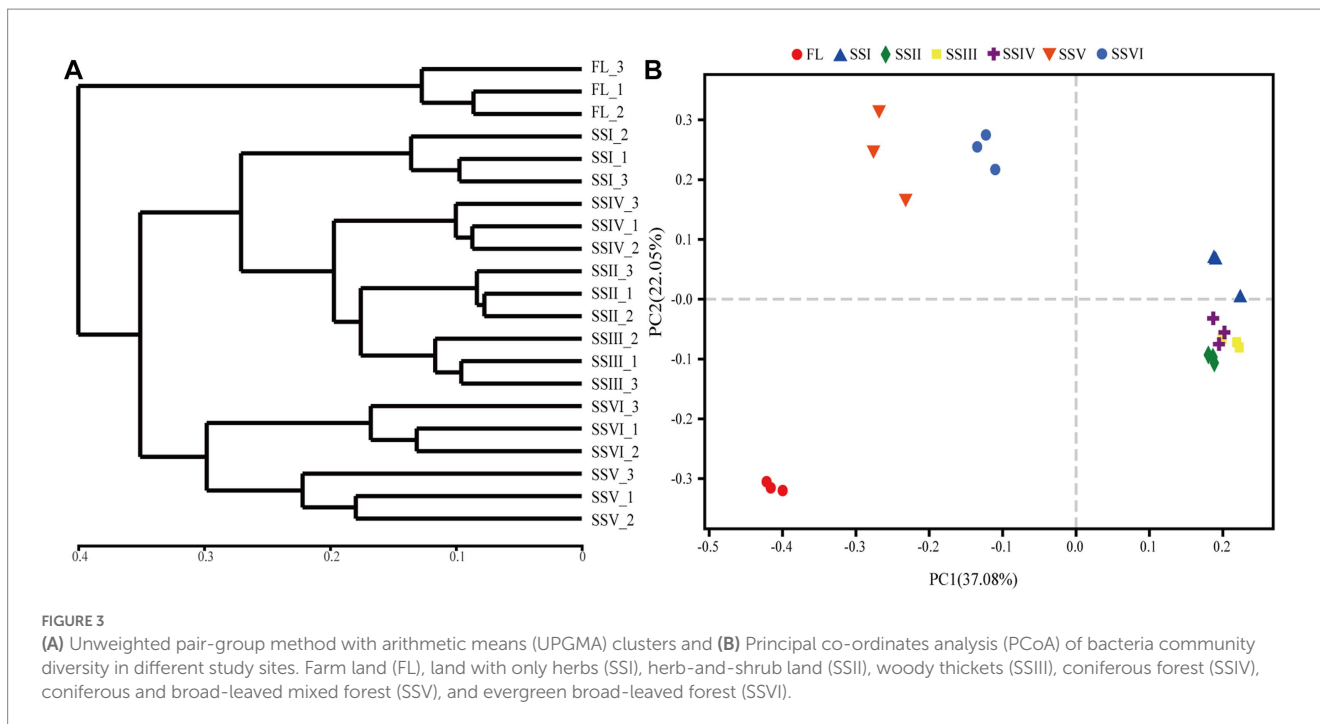 A
FL_3
FL_1
FL_2
SSI_2
SSI_1
SSI_3
SSIV_3
SSIV_1
SSIV_2
SSII_3
SSII_1
SSII_2
SSIII_2
SSIII_1
SSIII_3
SSVI_3
SSVI_1
SSVI_2
SSV_3
SSV_1
SSV_2
0.4 0.3 0.2 0.1 0
B
FL SSI SSII SSIII SSIV SSV SSVI
PC2(22.05%)
0.3
0.2
0.1
-0.0
-0.1
-0.2
-0.3
-0.5 -0.4 -0.3 -0.2 -0.1 0.0 0.1 0.2
PC1(37.08%)
FIGURE 3
(A) Unweighted pair-group method with arithmetic means (UPGMA) clusters and (B) Principal co-ordinates analysis (PCoA) of bacteria community
diversity in different study sites. Farm land (FL), land with only herbs (SSI), herb-and-shrub land (SSII), woody thickets (SSIII), coniferous forest (SSIV),
coniferous and broad-leaved mixed forest (SSV), and evergreen broad-leaved forest (SSVI).